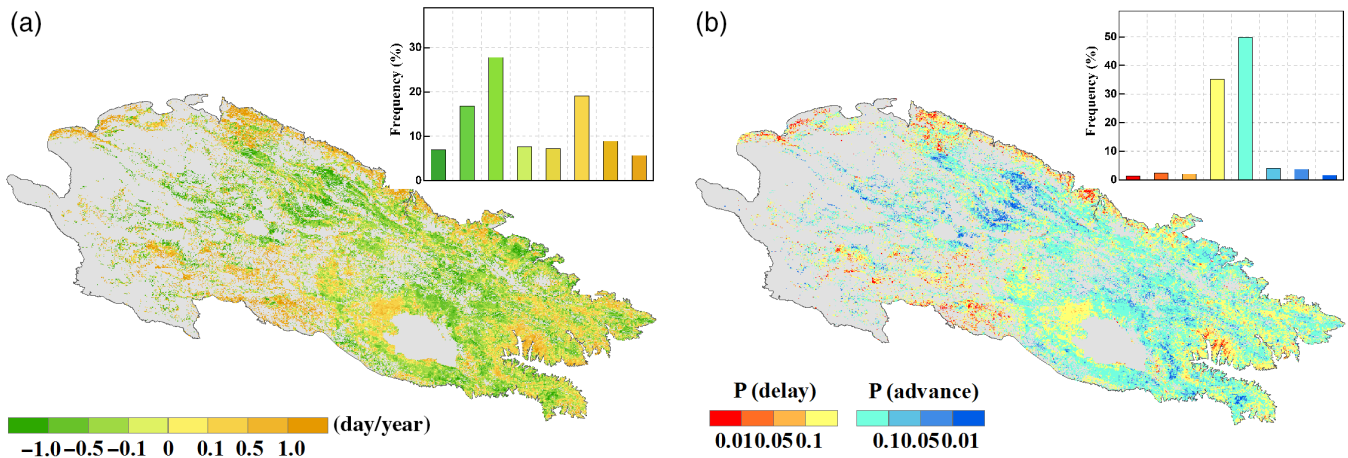 (a)
Frequency (%)
30
20
10
0
(day/year)
-1.0 -0.5 -0.1 0 0.1 0.5 1.0
(b)
Frequency (%)
50
40
30
20
10
0
P (delay) P (advance)
0.01 0.05 0.1 0.1 0.05 0.01